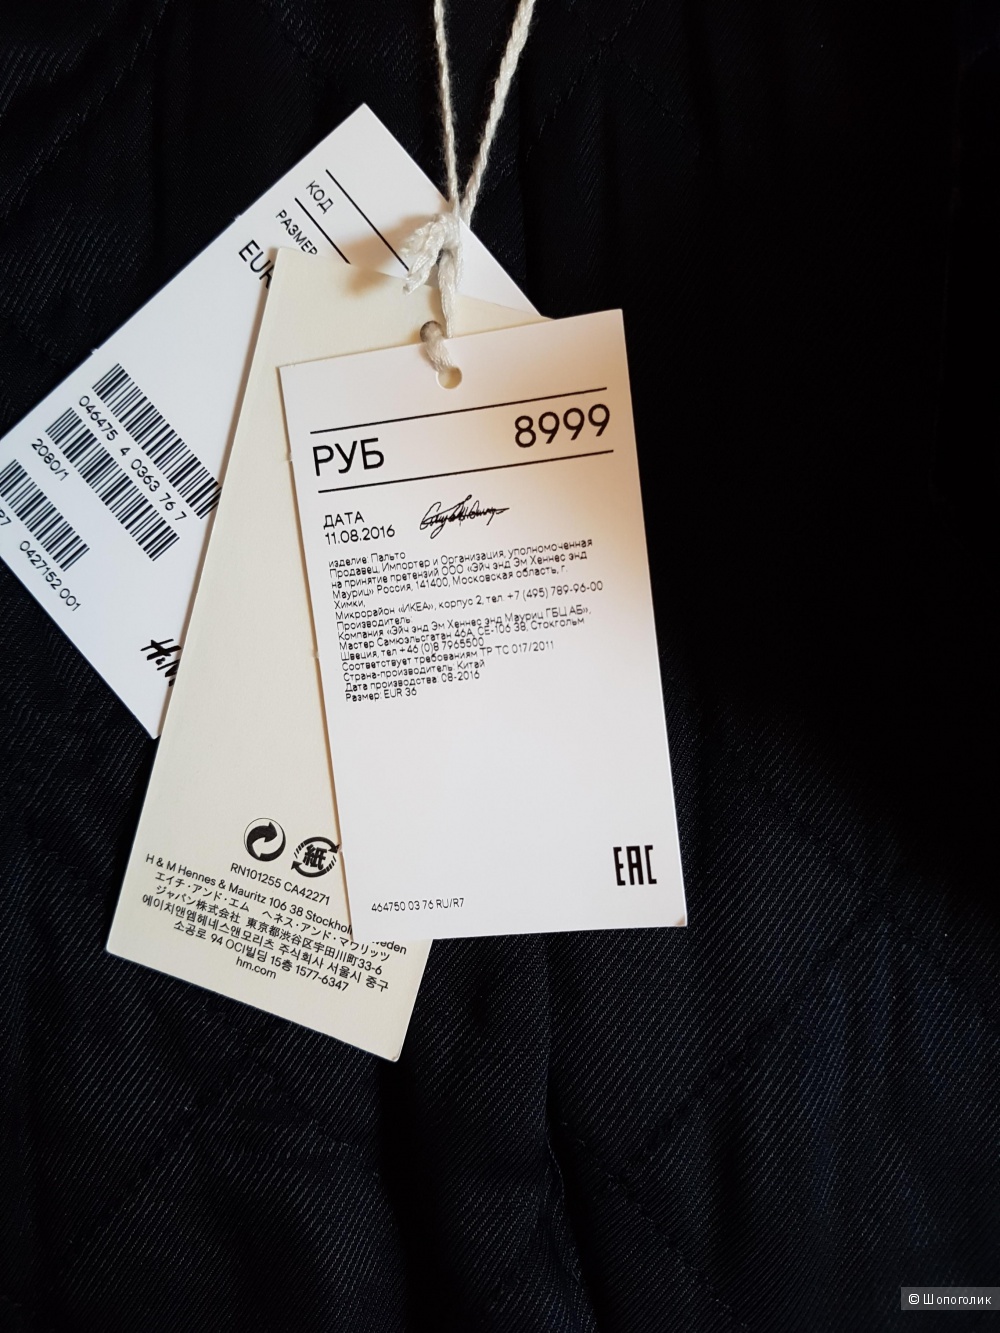 КОД
РАЗМЕР
EUR
046475 4 0363 76 7
2080/1
R7 0427152 001
H&M
РУБ 8999
ДАТА
11.08.2016
изделие: Пальто
Продавец, Импортер и Организация, уполномоченная
на принятие претензий ООО «Эйч энд Эм Хеннес энд
Мауриц» Россия, 141400, Московская область, г.
Химки,
Микрорайон «ИКЕА», корпус 2, тел. +7 (495) 789-96-00
Производитель:
Компания «Эйч энд Эм Хеннес энд Мауриц ГБЦ АБ»,
Мастер Самюэльсгатан 46А, СЕ-106 38, Стокгольм
Швеция, тел +46 (0)8 7965500
Соответствует требованиям ТР ТС 017/2011
Страна-производитель: Китай
Дата производства: 08-2016
Размер: EUR 36
EAC
464750 03 76 RU/R7
紙
RN101255 CA42271
H & M Hennes & Mauritz 106 38 Stockholm Sweden
エイチ・アンド・エム ヘネス・アンド・マウリッツ
ジャパン株式会社 東京都渋谷区宇田川町33-6
에이치앤엠헤네스앤모리츠 주식회사 서울시 중구
소공로 94 OCI빌딩 15층 1577-6347
hm.com
© Шопоголик